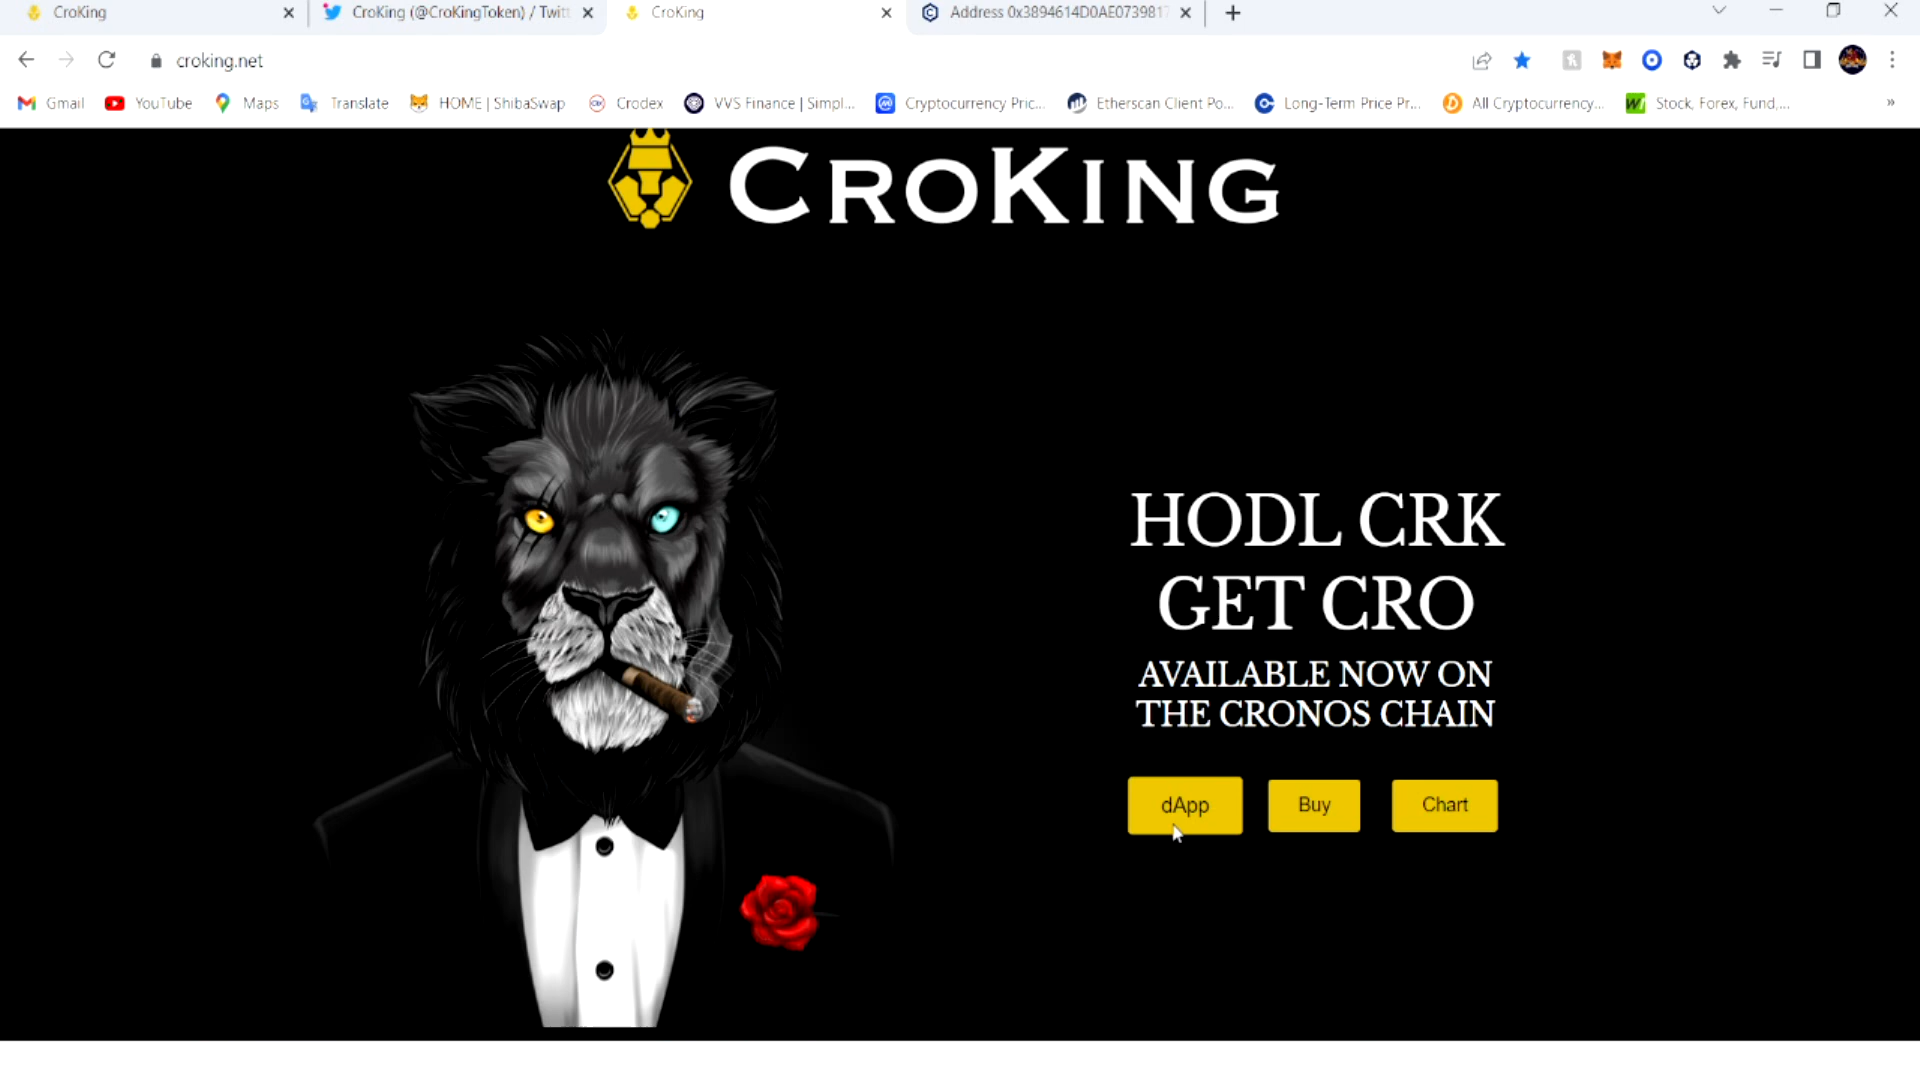 CroKing
CroKing (@CroKingToken) / Twit
CroKing
Address 0x3894614D0AE0739817
croking.net
Gmail
YouTube
Maps
Translate
HOME | ShibaSwap
Crodex
VVS Finance | Simpl...
Cryptocurrency Pric...
Etherscan Client Po...
Long-Term Price Pr...
All Cryptocurrency...
Stock, Forex, Fund,...
»
CROKING
HODL CRK
GET CRO
AVAILABLE NOW ON
THE CRONOS CHAIN
dApp
Buy
Chart